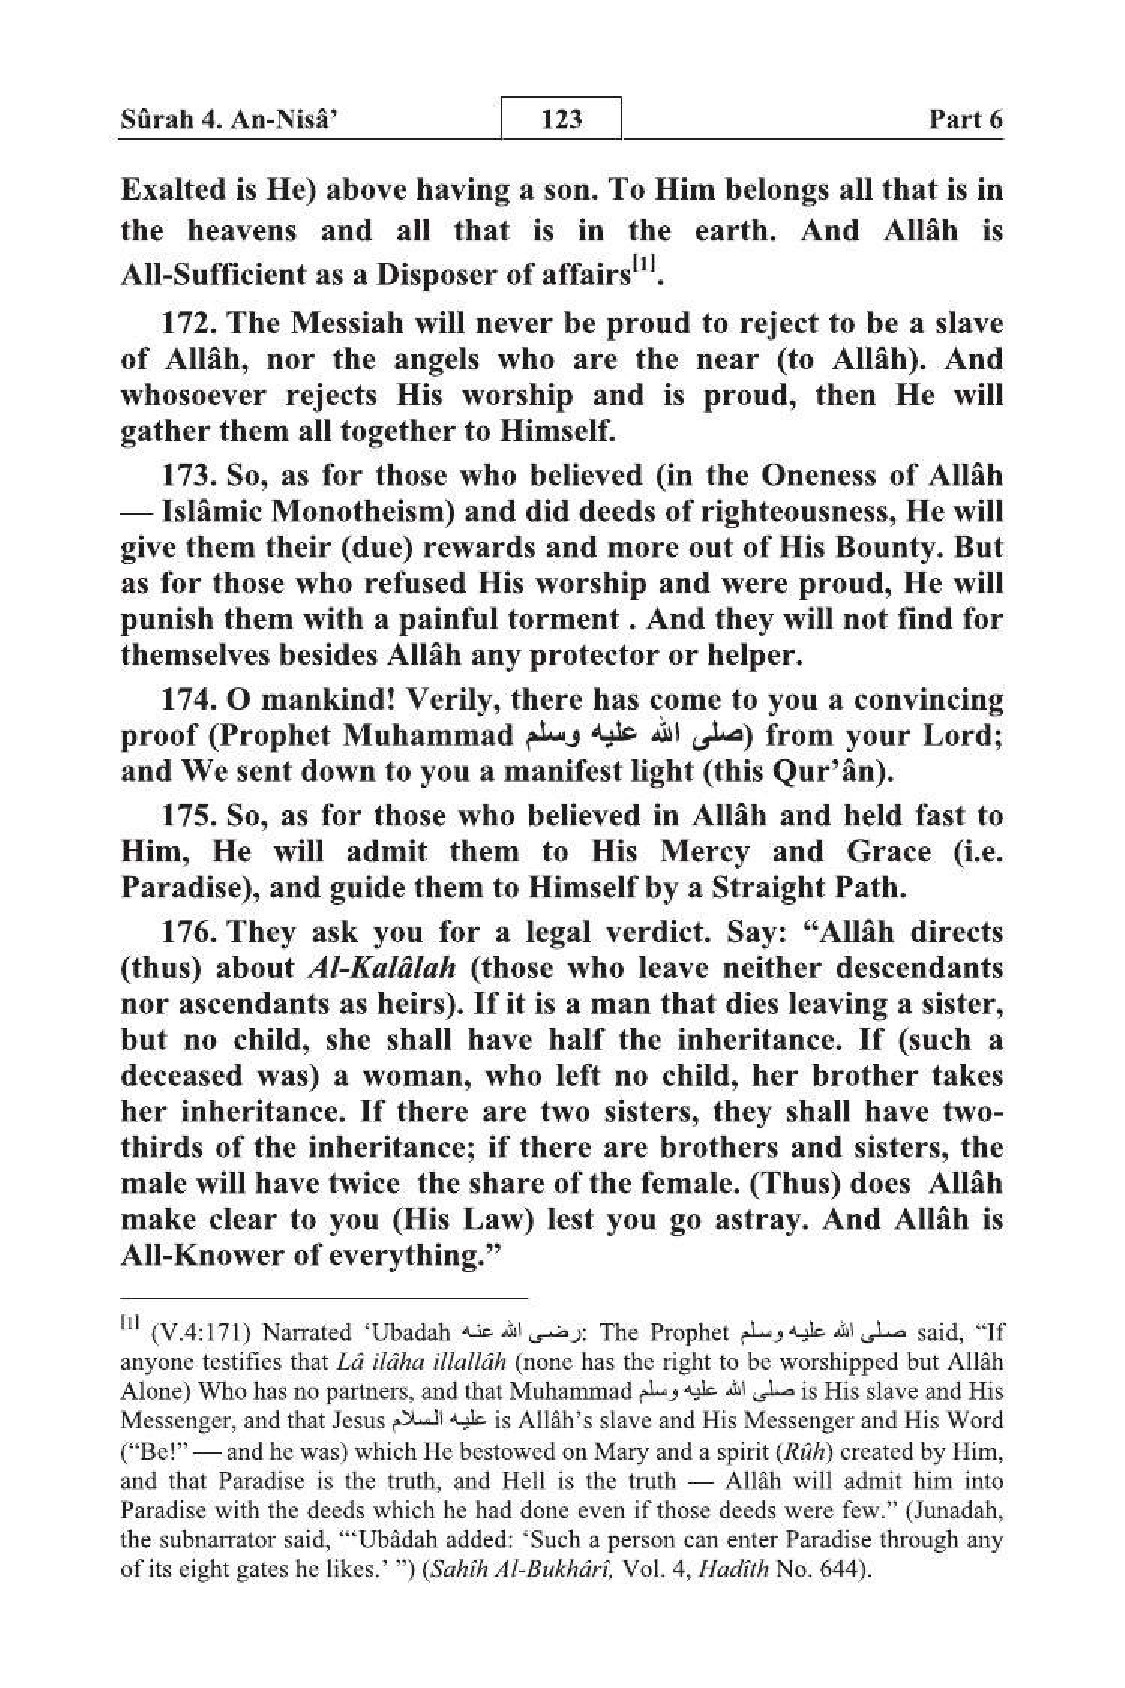 Sûrah 4. An-Nisâ’ 123 Part 6
Exalted is He) above having a son. To Him belongs all that is in
the heavens and all that is in the earth. And Allâh is
All-Sufficient as a Disposer of affairs[1].
172. The Messiah will never be proud to reject to be a slave
of Allâh, nor the angels who are the near (to Allâh). And
whosoever rejects His worship and is proud, then He will
gather them all together to Himself.
173. So, as for those who believed (in the Oneness of Allâh
— Islâmic Monotheism) and did deeds of righteousness, He will
give them their (due) rewards and more out of His Bounty. But
as for those who refused His worship and were proud, He will
punish them with a painful torment . And they will not find for
themselves besides Allâh any protector or helper.
174. O mankind! Verily, there has come to you a convincing
proof (Prophet Muhammad صلى الله عليه وسلم) from your Lord;
and We sent down to you a manifest light (this Qur’ân).
175. So, as for those who believed in Allâh and held fast to
Him, He will admit them to His Mercy and Grace (i.e.
Paradise), and guide them to Himself by a Straight Path.
176. They ask you for a legal verdict. Say: “Allâh directs
(thus) about Al-Kalâlah (those who leave neither descendants
nor ascendants as heirs). If it is a man that dies leaving a sister,
but no child, she shall have half the inheritance. If (such a
deceased was) a woman, who left no child, her brother takes
her inheritance. If there are two sisters, they shall have two-
thirds of the inheritance; if there are brothers and sisters, the
male will have twice the share of the female. (Thus) does Allâh
make clear to you (His Law) lest you go astray. And Allâh is
All-Knower of everything.”
[1] (V.4:171) Narrated ‘Ubadah رضى الله عنه: The Prophet صلى الله عليه وسلم said, “If
anyone testifies that Lâ ilâha illallâh (none has the right to be worshipped but Allâh
Alone) Who has no partners, and that Muhammad صلى الله عليه وسلم is His slave and His
Messenger, and that Jesus عليه السلام is Allâh’s slave and His Messenger and His Word
(“Be!” — and he was) which He bestowed on Mary and a spirit (Rûh) created by Him,
and that Paradise is the truth, and Hell is the truth — Allâh will admit him into
Paradise with the deeds which he had done even if those deeds were few.” (Junadah,
the subnarrator said, “‘Ubâdah added: ‘Such a person can enter Paradise through any
of its eight gates he likes.’ ”) (Sahîh Al-Bukhârî, Vol. 4, Hadîth No. 644).